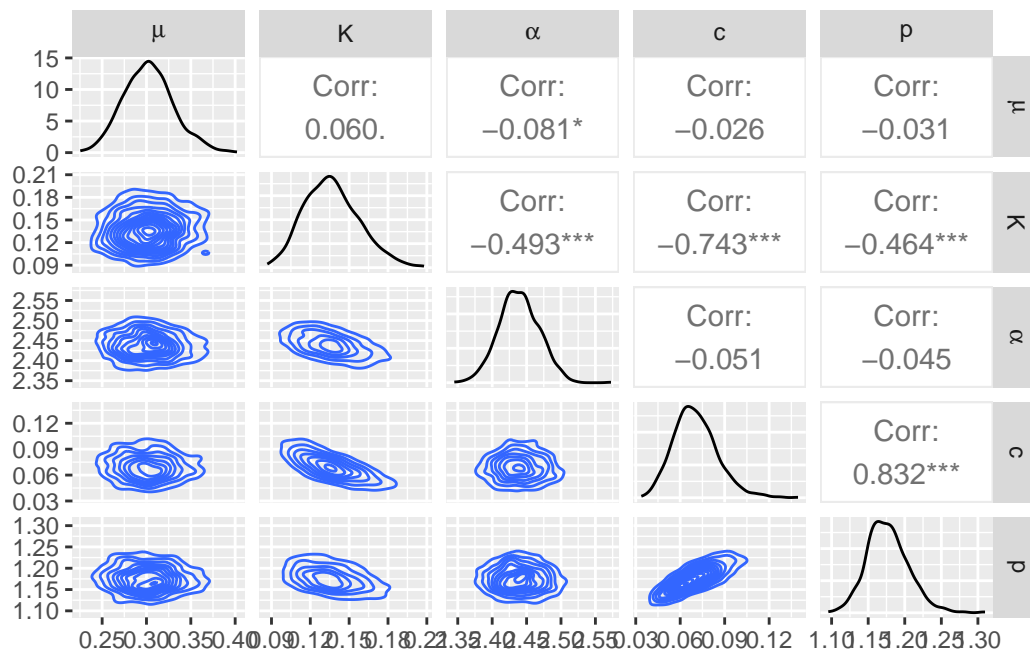 μ K α c p
15
10
5
0
Corr:
0.060.
Corr:
−0.081*
Corr:
−0.026
Corr:
−0.031
μ
0.21
0.18
0.15
0.12
0.09
Corr:
−0.493***
Corr:
−0.743***
Corr:
−0.464***
K
2.55
2.50
2.45
2.40
2.35
Corr:
−0.051
Corr:
−0.045
α
0.12
0.09
0.06
0.03
Corr:
0.832***
c
1.30
1.25
1.20
1.15
1.10
p
0.25 0.30 0.35 0.40 0.09 0.12 0.15 0.18 0.21 2.35 2.40 2.45 2.50 2.55 0.03 0.06 0.09 0.12 1.10 1.15 1.20 1.25 1.30